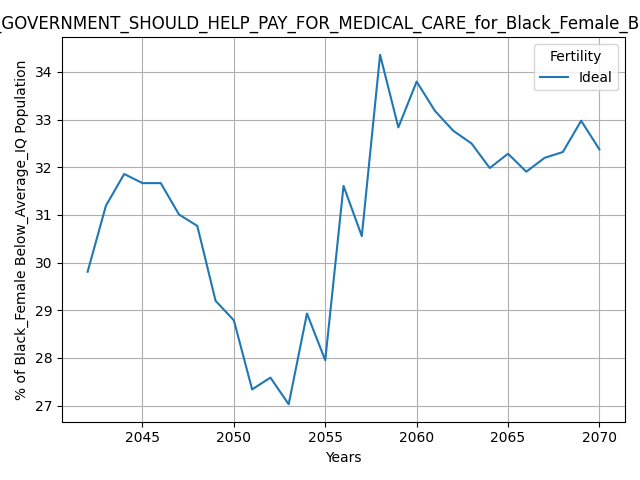 _GOVERNMENT_SHOULD_HELP_PAY_FOR_MEDICAL_CARE_for_Black_Female_B
Fertility
Ideal
% of Black_Female Below_Average_IQ Population
34
33
32
31
30
29
28
27
2045 2050 2055 2060 2065 2070
Years